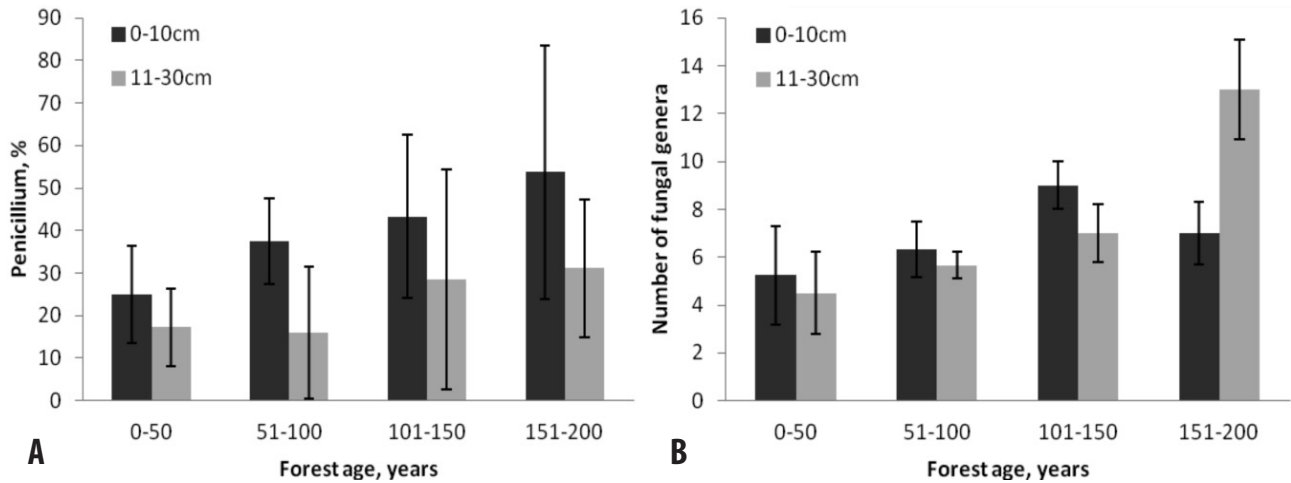 90
80
70
60
50
40
30
20
10
0
Penicillium, %
0-10cm
11-30cm
0-50 51-100 101-150 151-200
Forest age, years
A
16
14
12
10
8
6
4
2
0
Number of fungal genera
0-10cm
11-30cm
0-50 51-100 101-150 151-200
Forest age, years
B